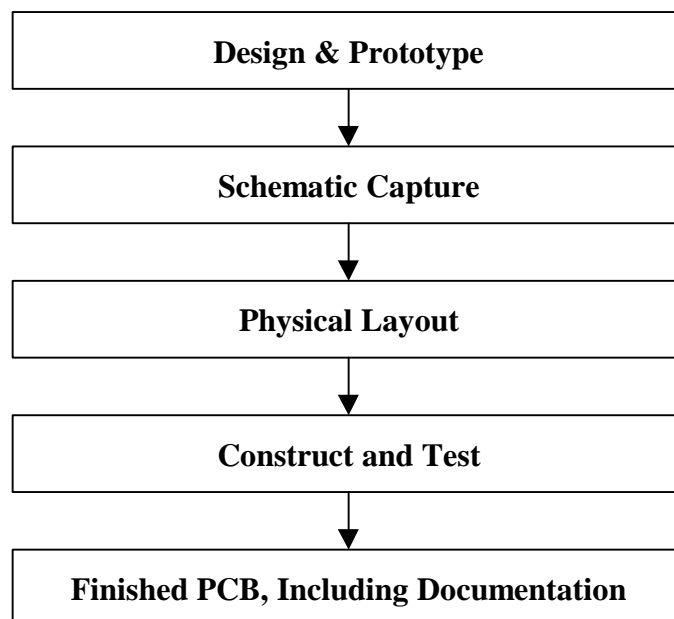 Design & Prototype
Schematic Capture
Physical Layout
Construct and Test
Finished PCB, Including Documentation